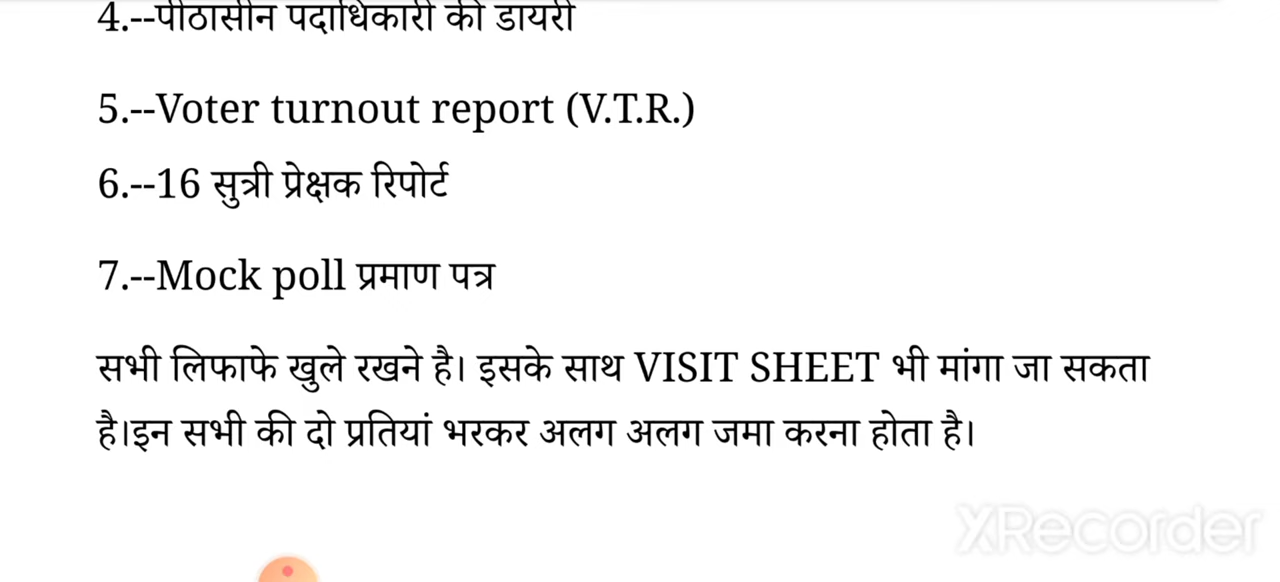 4.--पीठासीन पदाधिकारी की डायरी
5.--Voter turnout report (V.T.R.)
6.--16 सुत्री प्रेक्षक रिपोर्ट
7.--Mock poll प्रमाण पत्र
सभी लिफाफे खुले रखने है। इसके साथ VISIT SHEET भी मांगा जा सकता
है।इन सभी की दो प्रतियां भरकर अलग अलग जमा करना होता है।
XRecorder